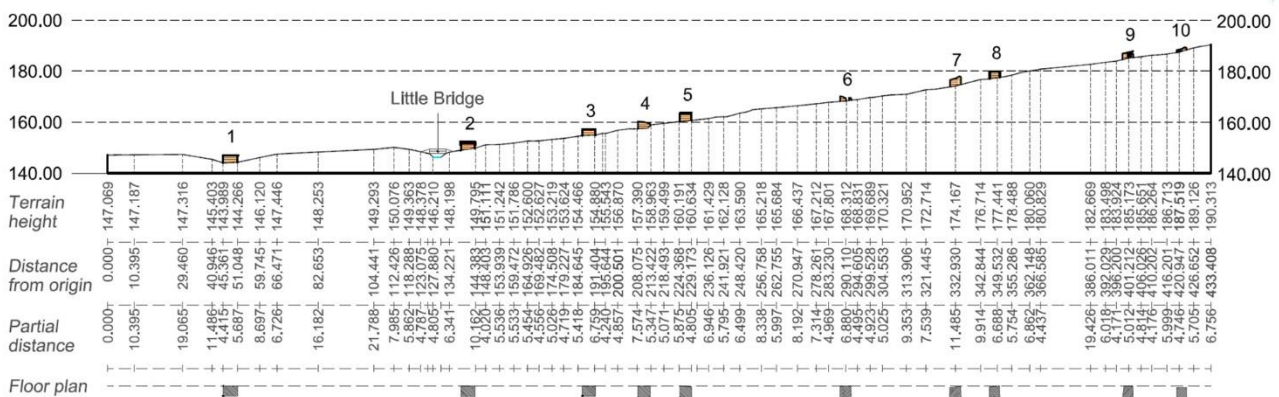 200.00 200.00
9 10
7 8
180.00 180.00
6
5
4
3
Little Bridge
160.00 160.00
2
1
140.00 140.00
Terrain height 147.069 147.187 147.316 145.403 143.989 144.266 146.120 147.446 148.253 149.293 150.076 149.363 148.378 146.210 148.198 149.795 151.111 151.242 151.786 152.600 152.627 153.219 153.624 154.466 154.880 155.543 156.870 157.390 158.963 159.499 160.191 160.634 161.429 162.128 163.590 165.218 165.684 166.437 167.212 167.801 168.312 168.831 169.689 170.321 170.952 172.714 174.167 176.714 177.441 178.488 180.060 180.829 182.669 183.498 183.924 185.173 185.651 186.264 186.713 187.519 189.126 190.313
Distance from origin 0.000 10.395 29.460 40.946 45.361 51.048 59.745 66.471 82.653 104.441 112.426 118.288 123.075 127.880 134.221 144.383 148.403 153.939 159.472 164.926 169.482 174.508 179.227 184.645 191.404 195.644 200.501 208.075 213.422 218.493 224.368 229.173 236.126 241.921 248.420 256.758 262.755 270.947 278.261 283.230 290.110 294.605 299.528 304.553 313.906 321.445 332.930 342.844 349.532 355.286 362.148 366.585 386.011 392.029 396.200 401.212 406.026 410.202 416.201 420.947 426.652 433.408
Partial distance 0.000 10.395 19.065 11.486 4.415 5.687 8.697 6.726 16.182 21.788 7.985 5.862 4.787 4.805 6.341 10.162 4.020 5.536 5.533 5.454 4.556 5.026 4.719 5.418 6.759 4.240 4.857 7.574 5.347 5.071 5.875 4.805 6.946 5.795 6.499 8.338 5.997 8.192 7.314 4.969 6.880 4.495 4.923 5.025 9.353 7.539 11.485 9.914 6.688 5.754 6.862 4.437 19.426 6.018 4.171 5.012 4.814 4.176 5.999 4.746 5.705 6.756
Floor plan